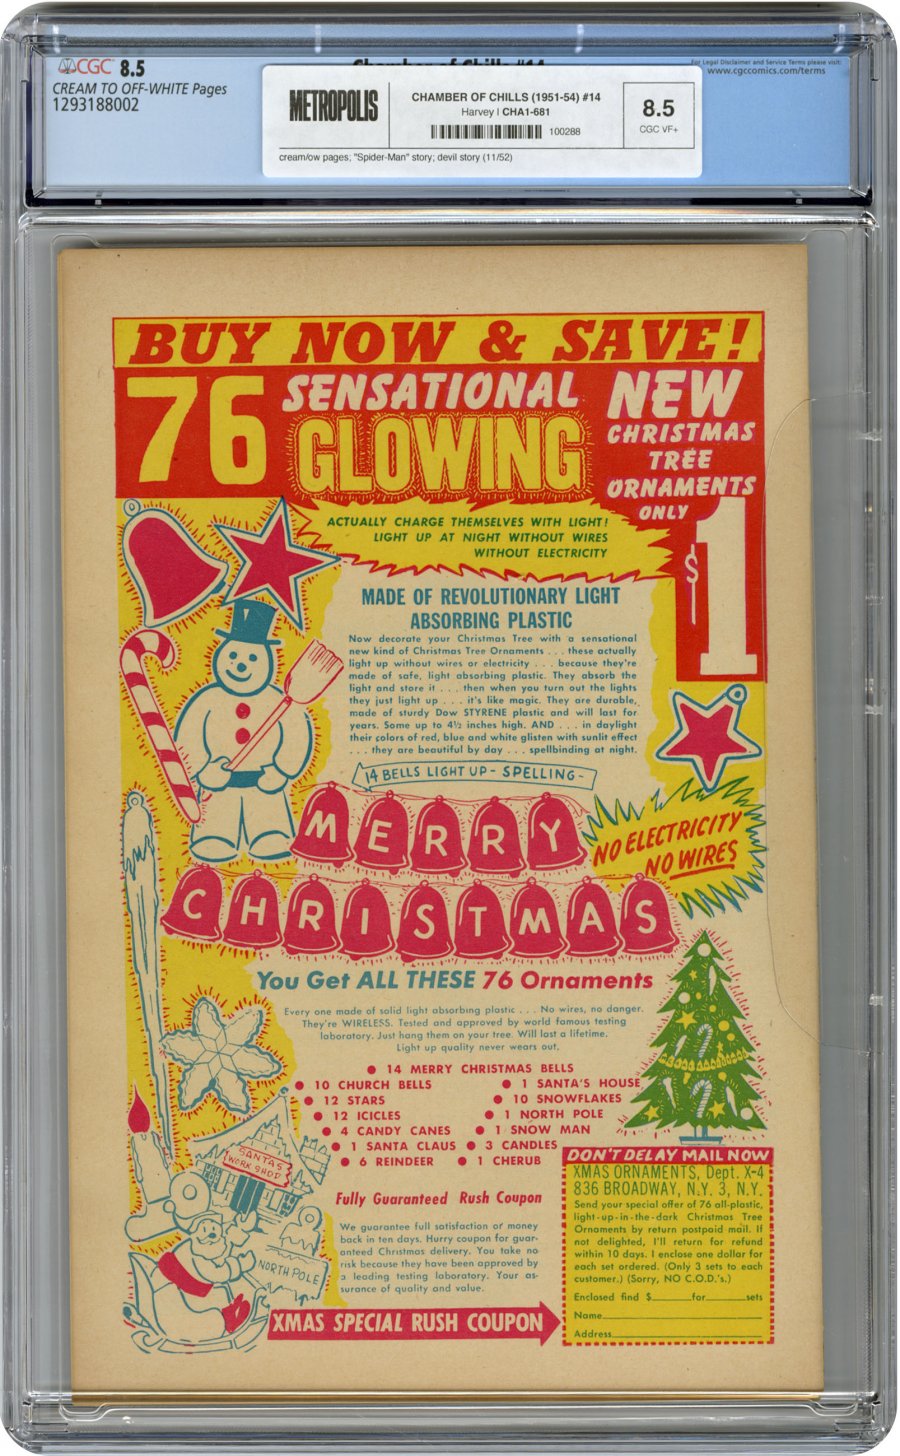 CGC 8.5
CREAM TO OFF-WHITE Pages
1293188002
Chamber of Chills #14
For Legal Disclaimer and Service Terms please visit:
www.cgccomics.com/terms
METROPOLIS
CHAMBER OF CHILLS (1951-54) #14
Harvey | CHA1-681
100288
8.5
CGC VF+
cream/ow pages; "Spider-Man" story; devil story (11/52)
BUY NOW & SAVE!
76 SENSATIONAL GLOWING
NEW
CHRISTMAS
TREE
ORNAMENTS
ONLY
$1
ACTUALLY CHARGE THEMSELVES WITH LIGHT!
LIGHT UP AT NIGHT WITHOUT WIRES
WITHOUT ELECTRICITY
MADE OF REVOLUTIONARY LIGHT
ABSORBING PLASTIC
Now decorate your Christmas Tree with a sensational
new kind of Christmas Tree Ornaments . . . these actually
light up without wires or electricity . . . because they're
made of safe, light absorbing plastic. They absorb the
light and store it . . . then when you turn out the lights
they just light up . . . it's like magic. They are durable,
made of sturdy Dow STYRENE plastic and will last for
years. Some up to 4½ inches high. AND . . . in daylight
their colors of red, blue and white glisten with sunlit effect
. . . they are beautiful by day . . . spellbinding at night.
14 BELLS LIGHT UP - SPELLING -
MERRY
CHRISTMAS
NO ELECTRICITY
NO WIRES
You Get ALL THESE 76 Ornaments
Every one made of solid light absorbing plastic . . . No wires, no danger.
They're WIRELESS. Tested and approved by world famous testing
laboratory. Just hang them on your tree. Will last a lifetime.
Light up quality never wears out.
● 14 MERRY CHRISTMAS BELLS
● 10 CHURCH BELLS ● 1 SANTA'S HOUSE
● 12 STARS ● 10 SNOWFLAKES
● 12 ICICLES ● 1 NORTH POLE
● 4 CANDY CANES ● 1 SNOW MAN
● 1 SANTA CLAUS ● 3 CANDLES
● 6 REINDEER ● 1 CHERUB
SANTA'S
WORK SHOP
NORTH POLE
Fully Guaranteed Rush Coupon
We guarantee full satisfaction or money
back in ten days. Hurry coupon for guar-
anteed Christmas delivery. You take no
risk because they have been approved by
a leading testing laboratory. Your as-
surance of quality and value.
XMAS SPECIAL RUSH COUPON
DON'T DELAY MAIL NOW
XMAS ORNAMENTS, Dept. X-4
836 BROADWAY, N.Y. 3, N.Y.
Send your special offer of 76 all-plastic,
light-up-in-the-dark Christmas Tree
Ornaments by return postpaid mail. If
not delighted, I'll return for refund
within 10 days. I enclose one dollar for
each set ordered. (Only 3 sets to each
customer.) (Sorry, NO C.O.D.'s.)
Enclosed find $______for______sets
Name______
Address______